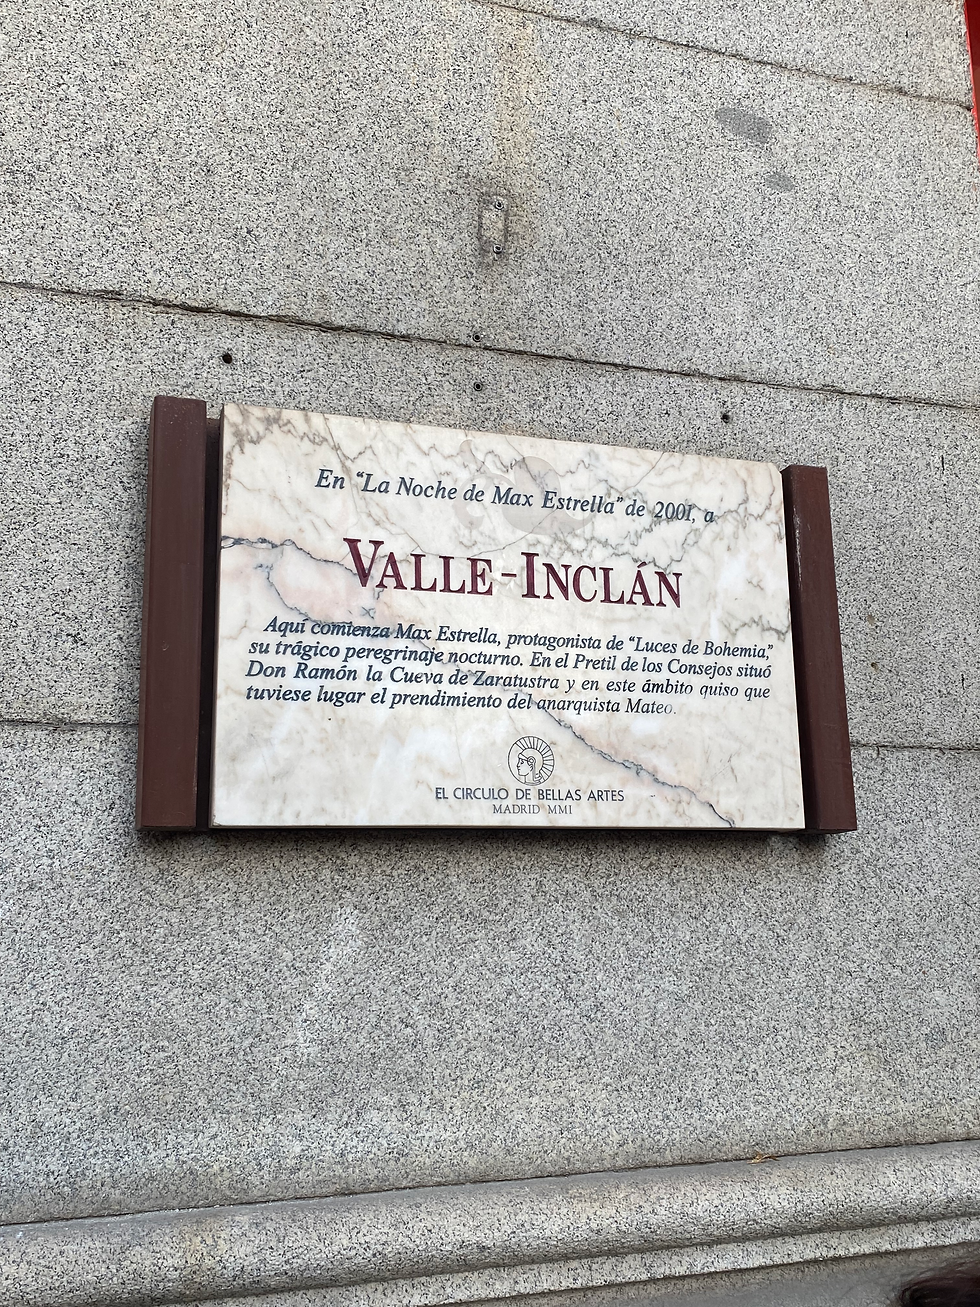 En “La Noche de Max Estrella” de 2001, a
VALLE-INCLÁN
Aquí comienza Max Estrella, protagonista de “Luces de Bohemia,”
su trágico peregrinaje nocturno. En el Pretil de los Consejos situó
Don Ramón la Cueva de Zaratustra y en este ámbito quiso que
tuviese lugar el prendimiento del anarquista Mateo.
EL CIRCULO DE BELLAS ARTES
MADRID MMI